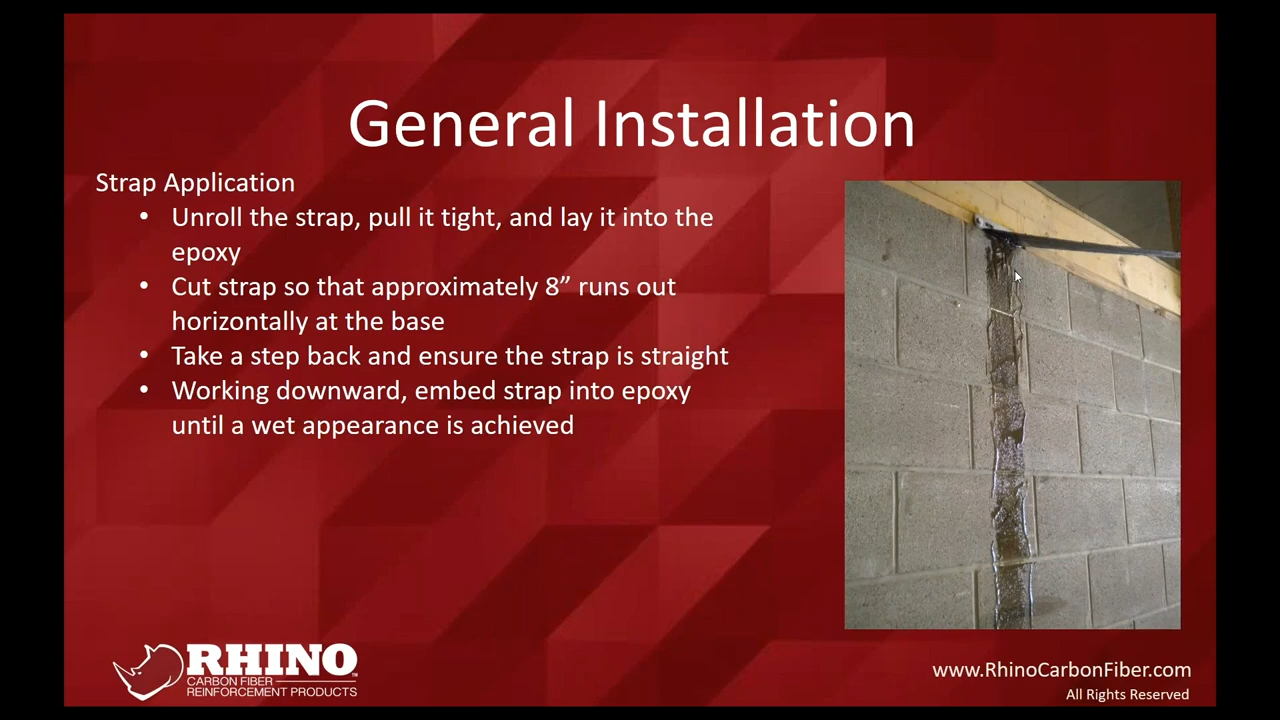 General Installation
Strap Application
• Unroll the strap, pull it tight, and lay it into the
epoxy
• Cut strap so that approximately 8” runs out
horizontally at the base
• Take a step back and ensure the strap is straight
• Working downward, embed strap into epoxy
until a wet appearance is achieved
RHINO™
CARBON FIBER
REINFORCEMENT PRODUCTS
www.RhinoCarbonFiber.com
All Rights Reserved